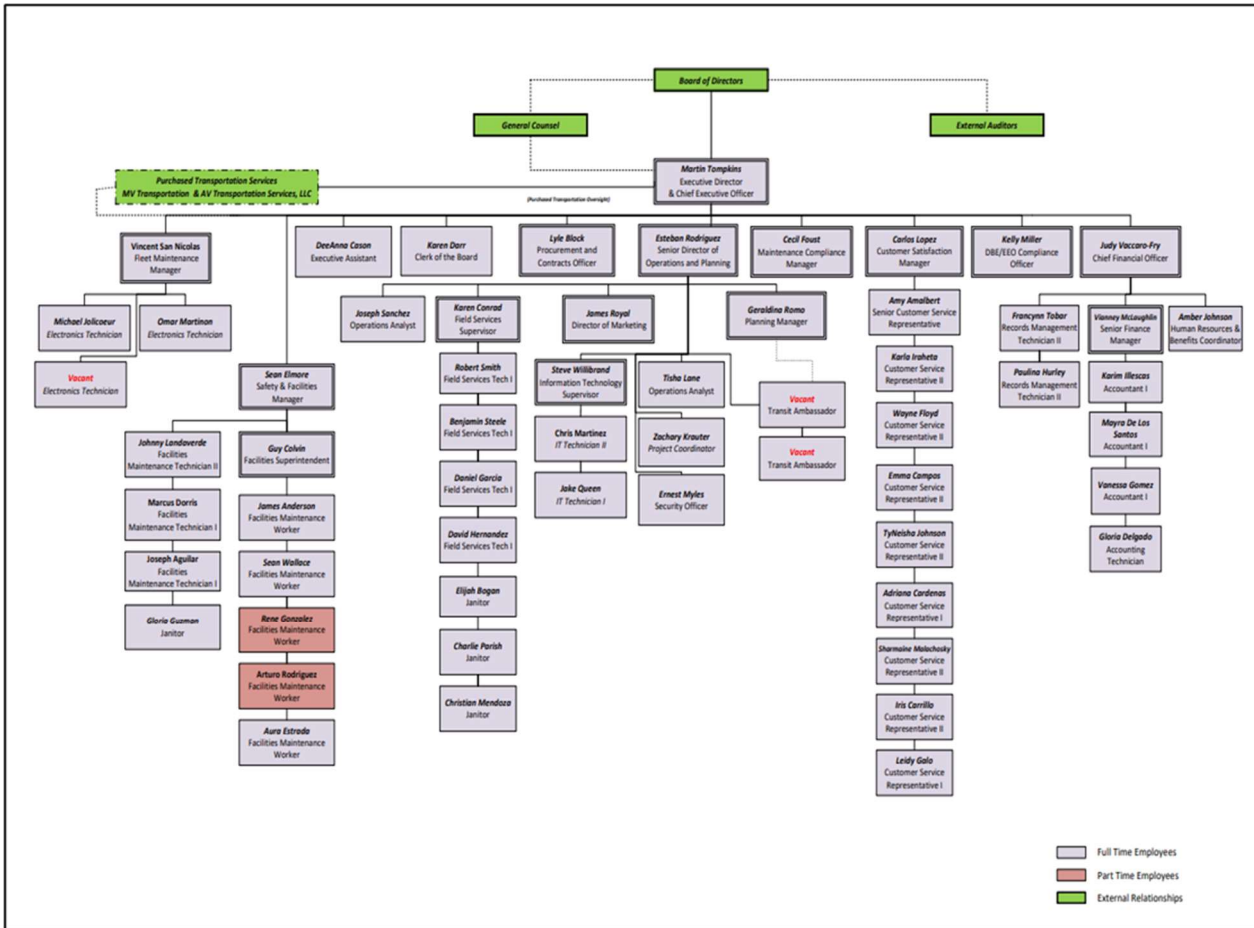 Board of Directors
General Counsel
External Auditors
Martin Tompkins
Executive Director
& Chief Executive Officer
Purchased Transportation Services
MV Transportation & AV Transportation Services, LLC
(Purchased Transportation Oversight)
Vincent San Nicolas
Fleet Maintenance
Manager
DeeAnna Cason
Executive Assistant
Karen Darr
Clerk of the Board
Lyle Block
Procurement and
Contracts Officer
Esteban Rodriguez
Senior Director of
Operations and Planning
Cecil Foust
Maintenance Compliance
Manager
Carlos Lopez
Customer Satisfaction
Manager
Kelly Miller
DBE/EEO Compliance
Officer
Judy Vaccaro-Fry
Chief Financial Officer
Michael Jolicoeur
Electronics Technician
Omar Martinon
Electronics Technician
Vacant
Electronics Technician
Sean Elmore
Safety & Facilities
Manager
Johnny Landaverde
Facilities
Maintenance Technician II
Marcus Dorris
Facilities
Maintenance Technician I
Joseph Aguilar
Facilities
Maintenance Technician I
Gloria Guzman
Janitor
Guy Colvin
Facilities Superintendent
James Anderson
Facilities Maintenance
Worker
Sean Wallace
Facilities Maintenance
Worker
Rene Gonzalez
Facilities Maintenance
Worker
Arturo Rodriguez
Facilities Maintenance
Worker
Aura Estrada
Facilities Maintenance
Worker
Joseph Sanchez
Operations Analyst
Karen Conrad
Field Services
Supervisor
Robert Smith
Field Services Tech I
Benjamin Steele
Field Services Tech I
Daniel Garcia
Field Services Tech I
David Hernandez
Field Services Tech I
Elijah Bogan
Janitor
Charlie Parish
Janitor
Christian Mendoza
Janitor
James Royal
Director of Marketing
Geraldina Romo
Planning Manager
Steve Willibrand
Information Technology
Supervisor
Chris Martinez
IT Technician II
Jake Queen
IT Technician I
Tisha Lane
Operations Analyst
Zachary Krauter
Project Coordinator
Ernest Myles
Security Officer
Vacant
Transit Ambassador
Vacant
Transit Ambassador
Amy Amalbert
Senior Customer Service
Representative
Karla Iraheta
Customer Service
Representative II
Wayne Floyd
Customer Service
Representative II
Emma Campos
Customer Service
Representative II
TyNeisha Johnson
Customer Service
Representative II
Adriana Cardenas
Customer Service
Representative I
Sharmaine Malachosky
Customer Service
Representative II
Iris Carrillo
Customer Service
Representative II
Leidy Galo
Customer Service
Representative I
Francynn Tobar
Records Management
Technician II
Paulina Hurley
Records Management
Technician II
Vianney McLaughlin
Senior Finance
Manager
Karim Illescas
Accountant I
Mayra De Los
Santos
Accountant I
Vanessa Gomez
Accountant I
Gloria Delgado
Accounting
Technician
Amber Johnson
Human Resources &
Benefits Coordinator
Full Time Employees
Part Time Employees
External Relationships